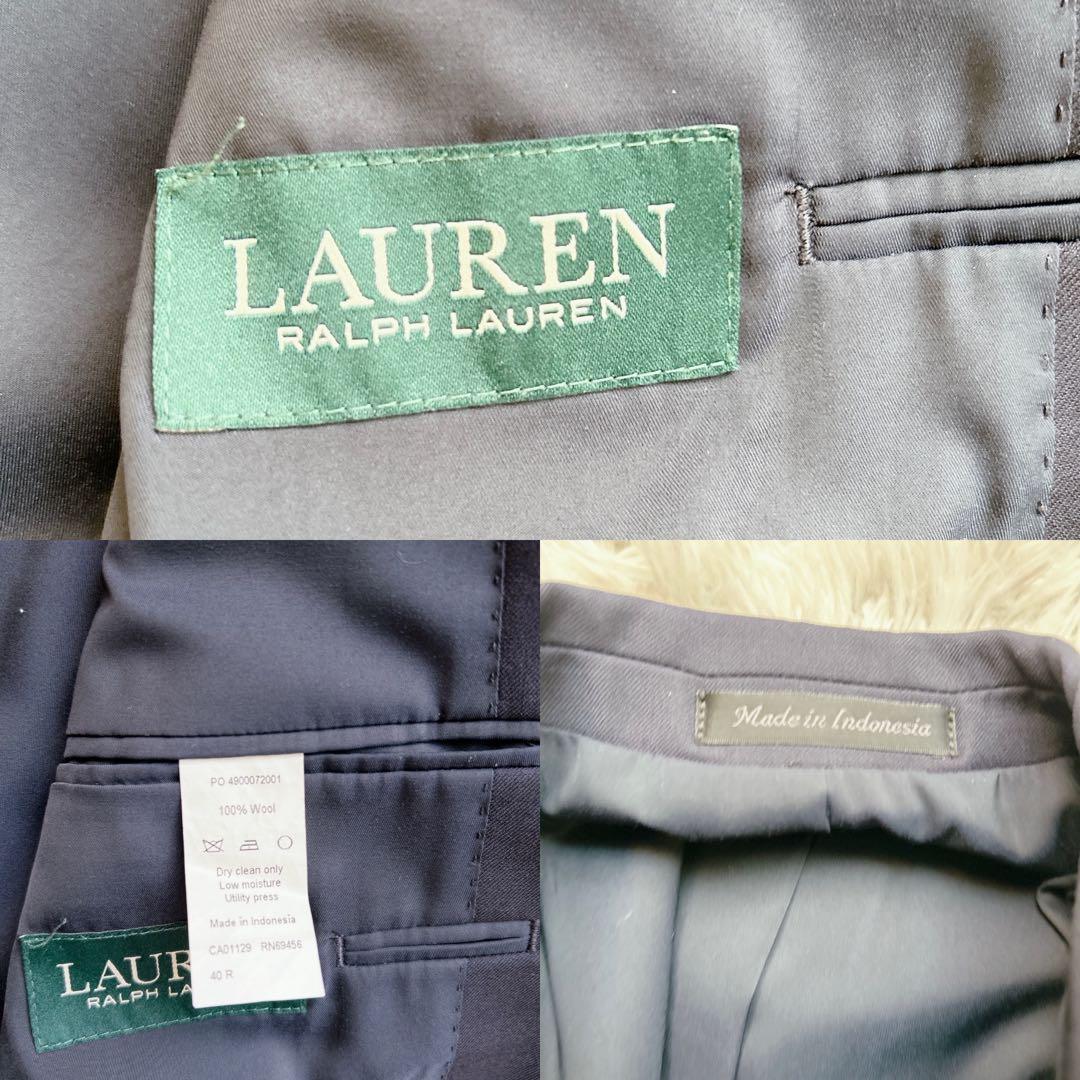 LAUREN
RALPH LAUREN
PO 4900072001
100% Wool
Dry clean only
Low moisture
Utility press
Made in Indonesia
CA01129 RN69456
40 R
LAUR
RALPH LA
Made in Indonesia